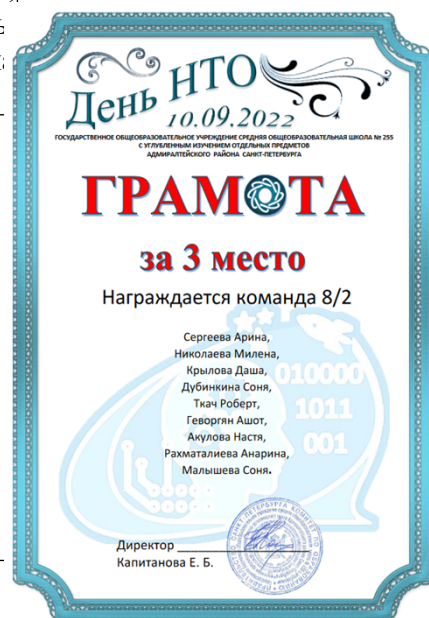 День НТО
10.09.2022
ГОСУДАРСТВЕННОЕ ОБЩЕОБРАЗОВАТЕЛЬНОЕ УЧРЕЖДЕНИЕ СРЕДНЯЯ ОБЩЕОБРАЗОВАТЕЛЬНАЯ ШКОЛА № 255
С УГЛУБЛЕННЫМ ИЗУЧЕНИЕМ ОТДЕЛЬНЫХ ПРЕДМЕТОВ
АДМИРАЛТЕЙСКОГО РАЙОНА САНКТ-ПЕТЕРБУРГА
ГРАМОТА
за 3 место
Награждается команда 8/2
Сергеева Арина,
Николаева Милена,
Крылова Даша,
Дубинкина Соня,
Ткач Роберт,
Геворгян Ашот,
Акулова Настя,
Рахматалиева Анарина,
Малышева Соня.
010000
1011
001
Директор
Капитанова Е. Б.